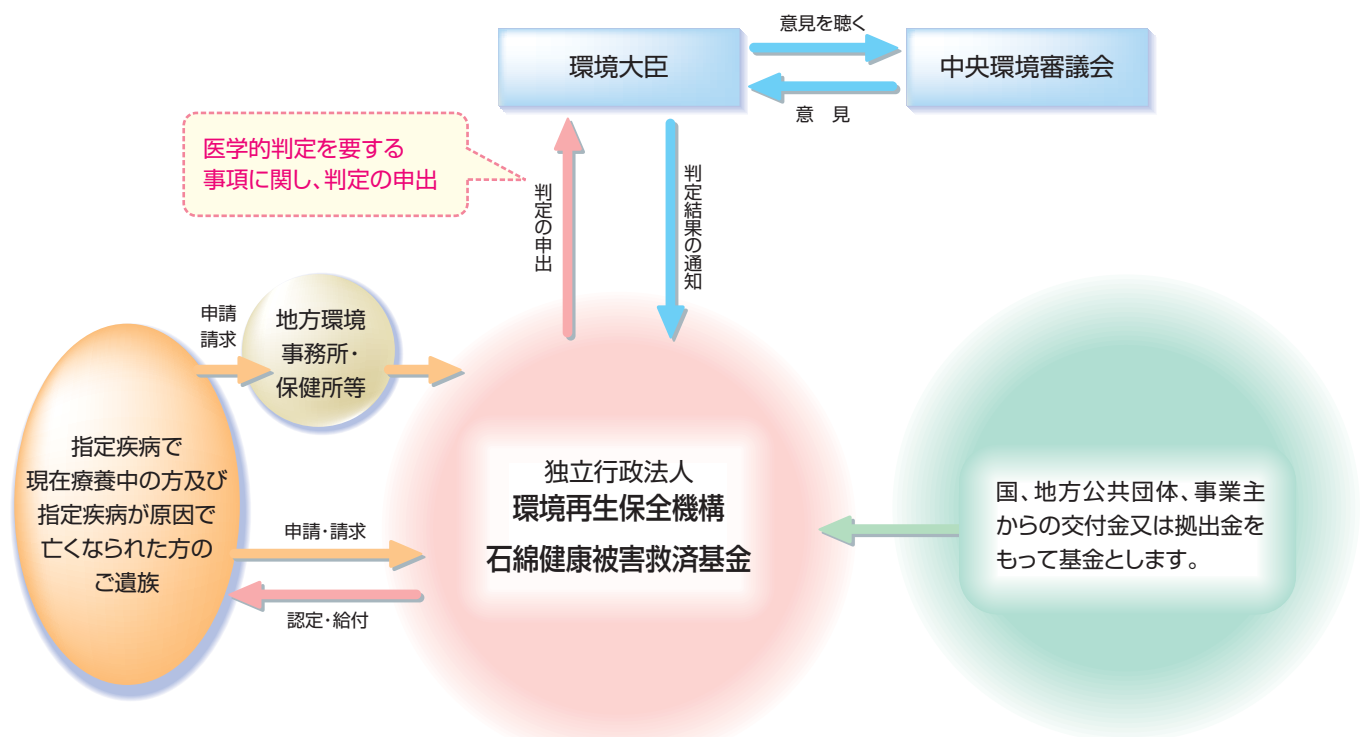 意見を聴く
環境大臣
中央環境審議会
意 見
医学的判定を要する
事項に関し、判定の申出
判定の申出
判定結果の通知
申請
請求
地方環境
事務所・
保健所等
指定疾病で
現在療養中の方及び
指定疾病が原因で
亡くなられた方の
ご遺族
申請・請求
認定・給付
独立行政法人
環境再生保全機構
石綿健康被害救済基金
国、地方公共団体、事業主
からの交付金又は拠出金を
もって基金とします。